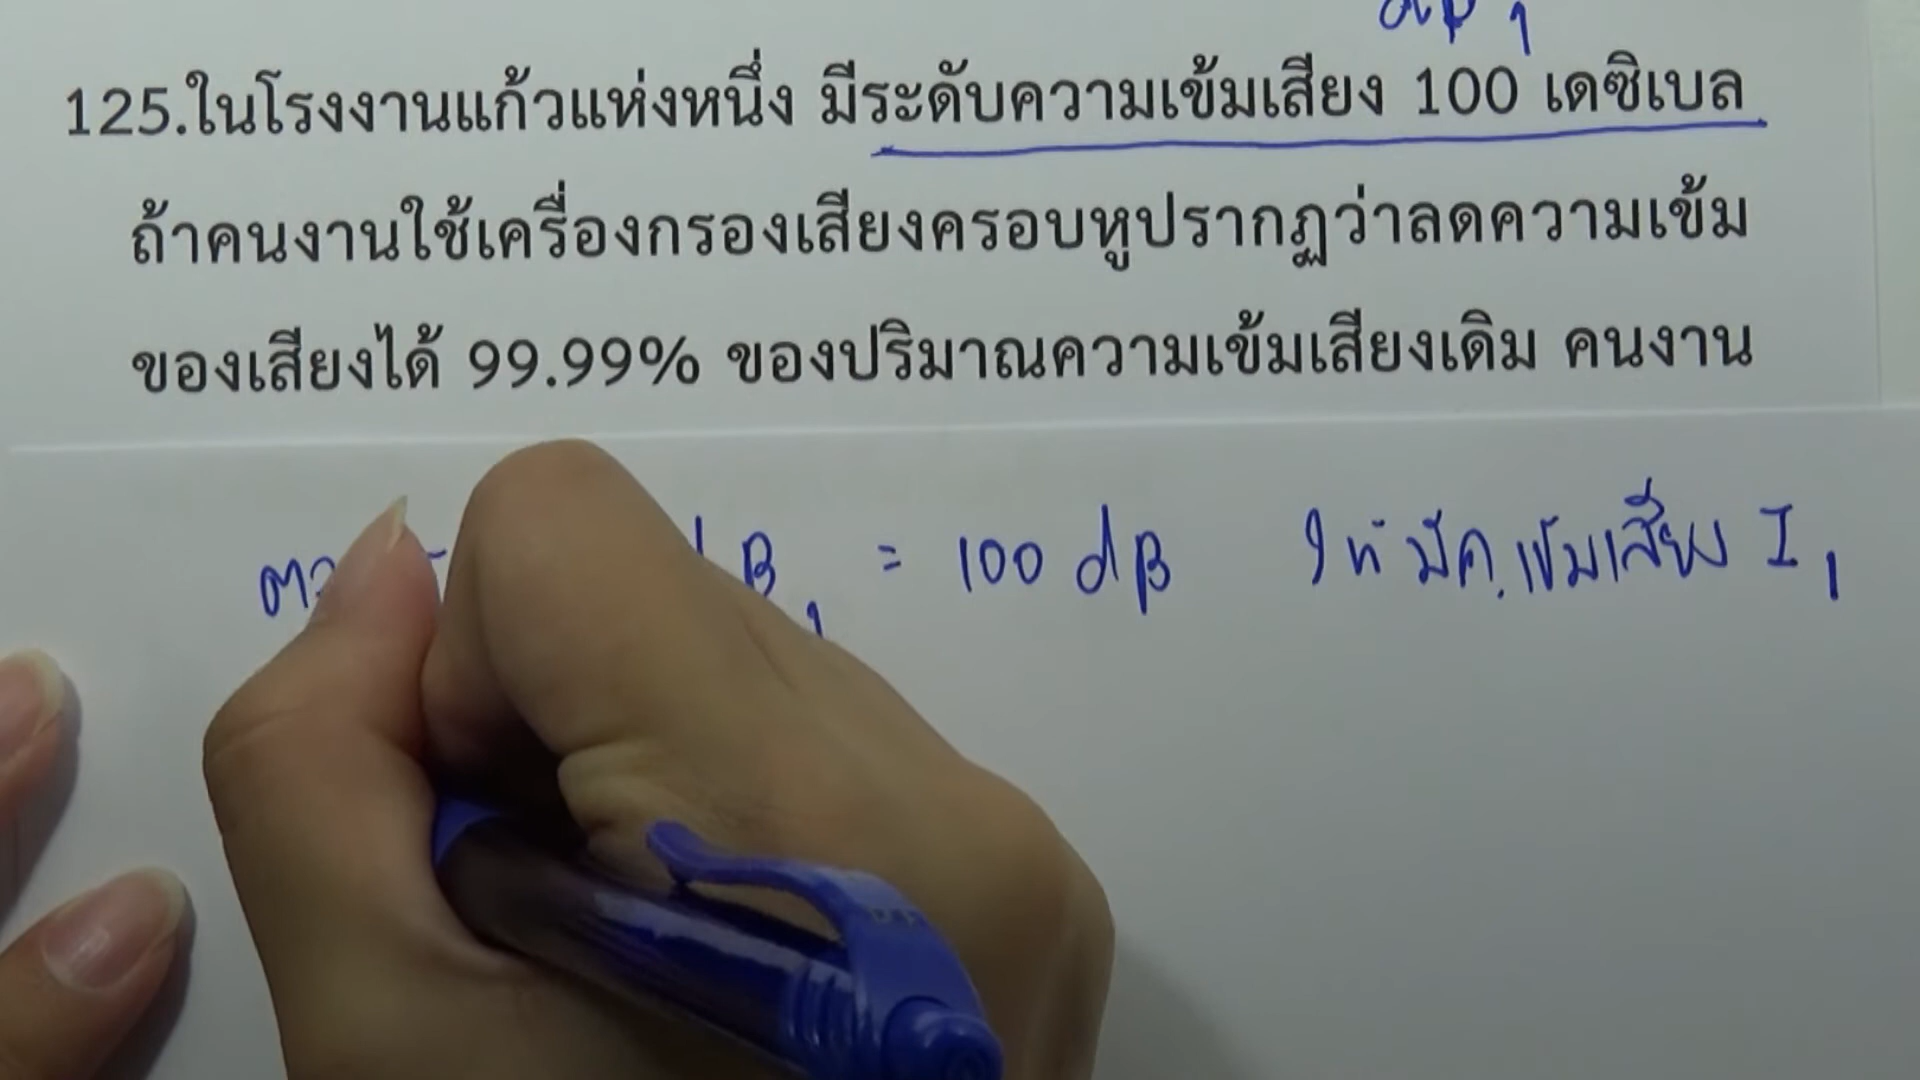 125.ในโรงงานแก้วแห่งหนึ่ง มีระดับความเข้มเสียง 100 เดซิเบล
ถ้าคนงานใช้เครื่องกรองเสียงครอบหูปรากฏว่าลดความเข้ม
ของเสียงได้ 99.99% ของปริมาณความเข้มเสียงเดิม คนงาน
= 100 dβ ให้ มีค.เข้มเสียง I₁